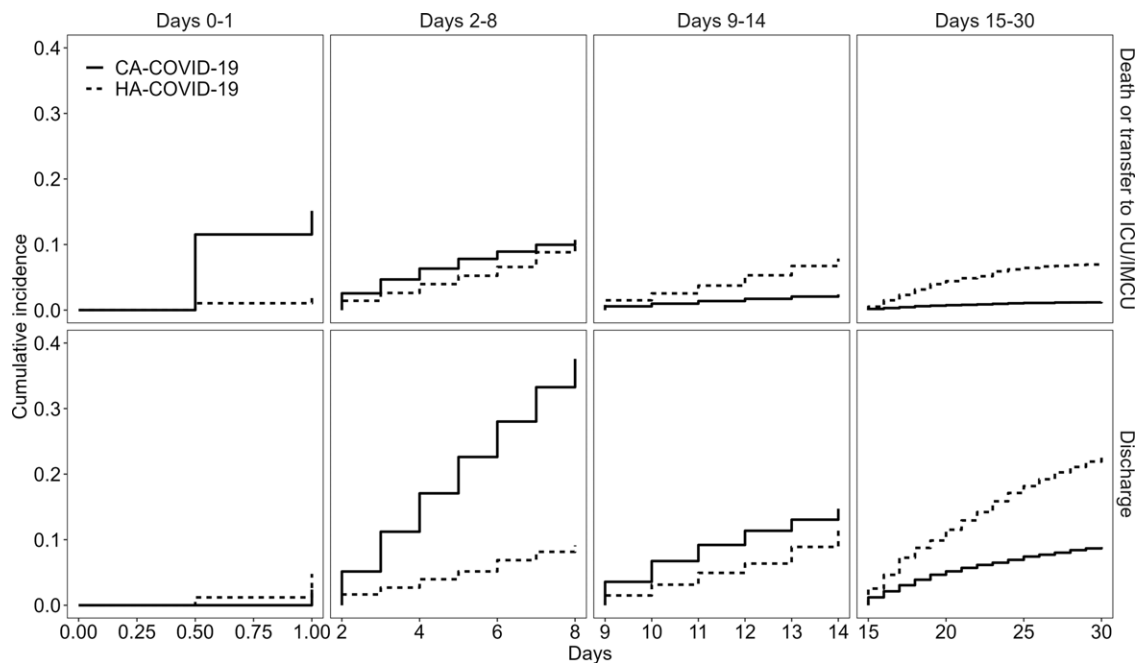 Days 0-1
Days 2-8
Days 9-14
Days 15-30
CA-COVID-19
HA-COVID-19
0.4
0.3
0.2
0.1
0.0
Death or transfer to ICU/IMCU
Cumulative incidence
0.4
0.3
0.2
0.1
0.0
Discharge
0.00 0.25 0.50 0.75 1.00
2 4 6 8
9 10 11 12 13 14
15 20 25 30
Days